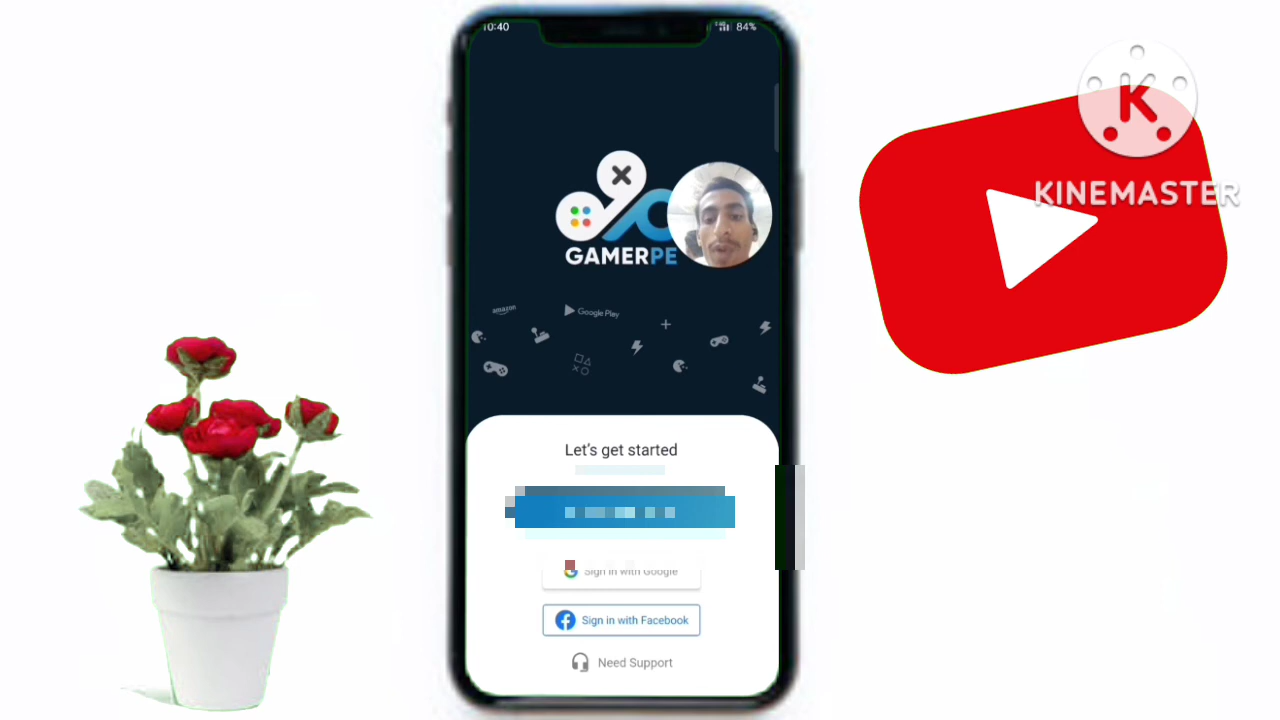 10:40
84%
KINEMASTER
GAMERPE
amazon
Google Play
Let's get started
Sign in with Google
Sign in with Facebook
Need Support